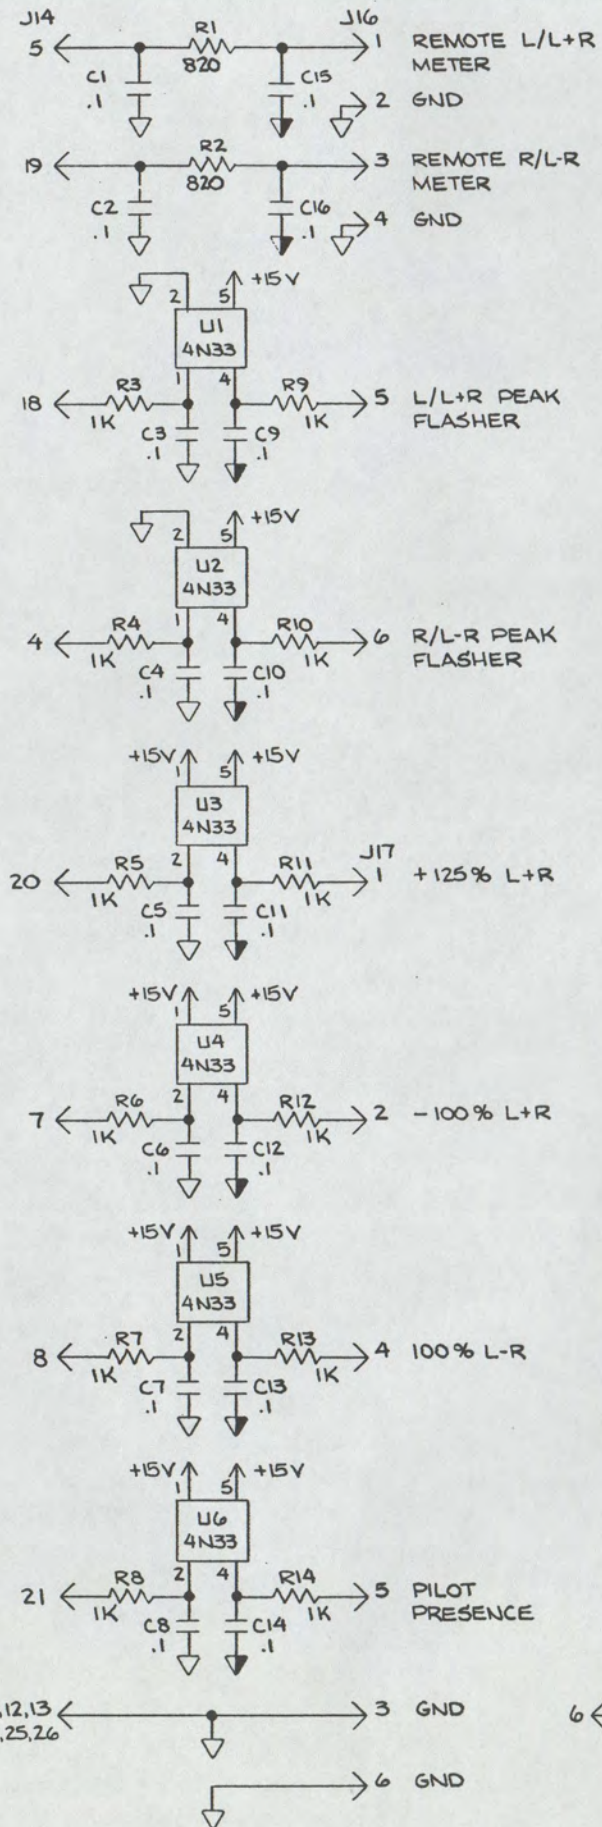 J14 J16
5 R1 1 REMOTE L/L+R
820 METER
C1 C15
.1 .1 2 GND
19 R2 3 REMOTE R/L-R
820 METER
C2 C16
.1 .1 4 GND
+15V
2 5
U1
4N33
1 4
18 R3 R9 5 L/L+R PEAK
1K 1K FLASHER
C3 C9
.1 .1
+15V
2 5
U2
4N33
1 4
4 R4 R10 6 R/L-R PEAK
1K 1K FLASHER
C4 C10
.1 .1
+15V +15V
1 5
U3
4N33
2 4 J17
20 R5 R11 1 +125% L+R
1K 1K
C5 C11
.1 .1
+15V +15V
1 5
U4
4N33
2 4
7 R6 R12 2 -100% L+R
1K 1K
C6 C12
.1 .1
+15V +15V
1 5
U5
4N33
2 4
8 R7 R13 4 100% L-R
1K 1K
C7 C13
.1 .1
+15V +15V
1 5
U6
4N33
2 4
21 R8 R14 5 PILOT
1K 1K PRESENCE
C8 C14
.1 .1
,12,13 3 GND 6
,25,26
6 GND